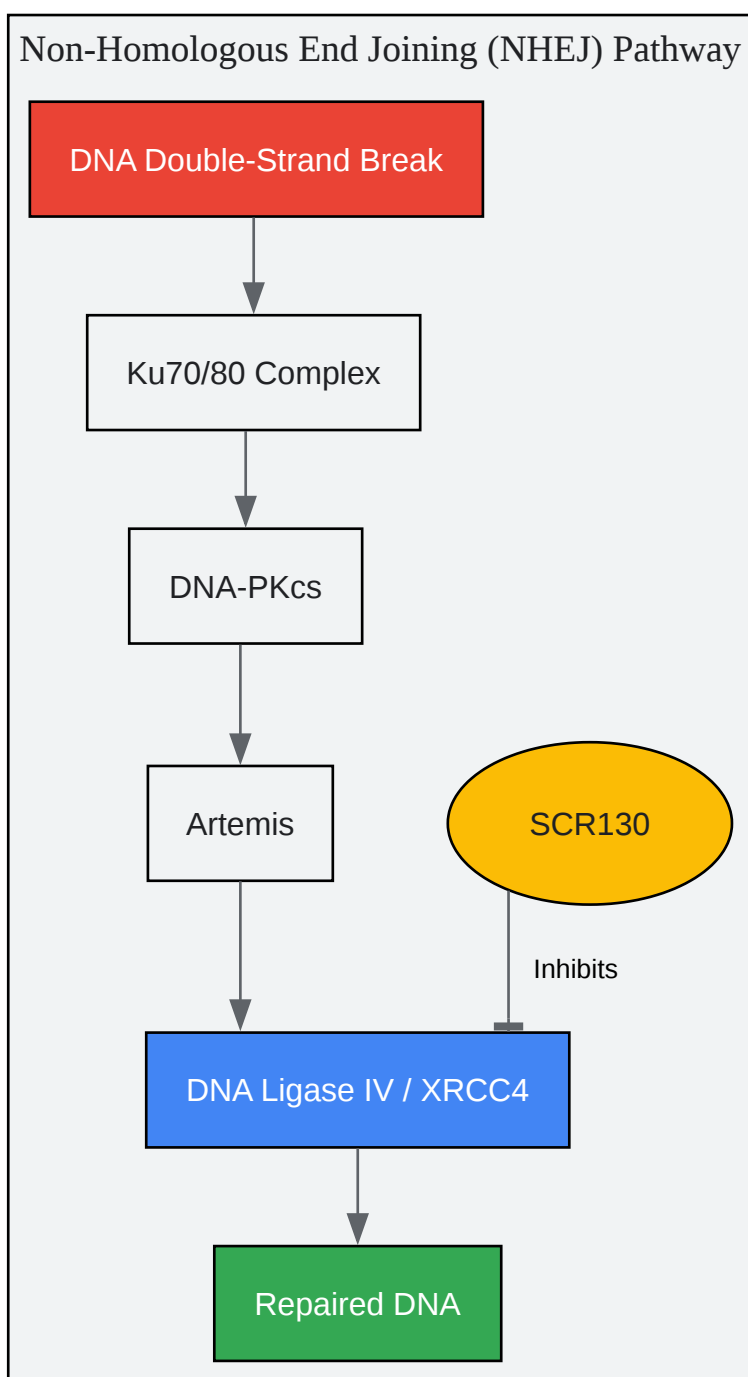 Non-Homologous End Joining (NHEJ) Pathway
DNA Double-Strand Break
Ku70/80 Complex
DNA-PKcs
Artemis
SCR130
Inhibits
DNA Ligase IV / XRCC4
Repaired DNA